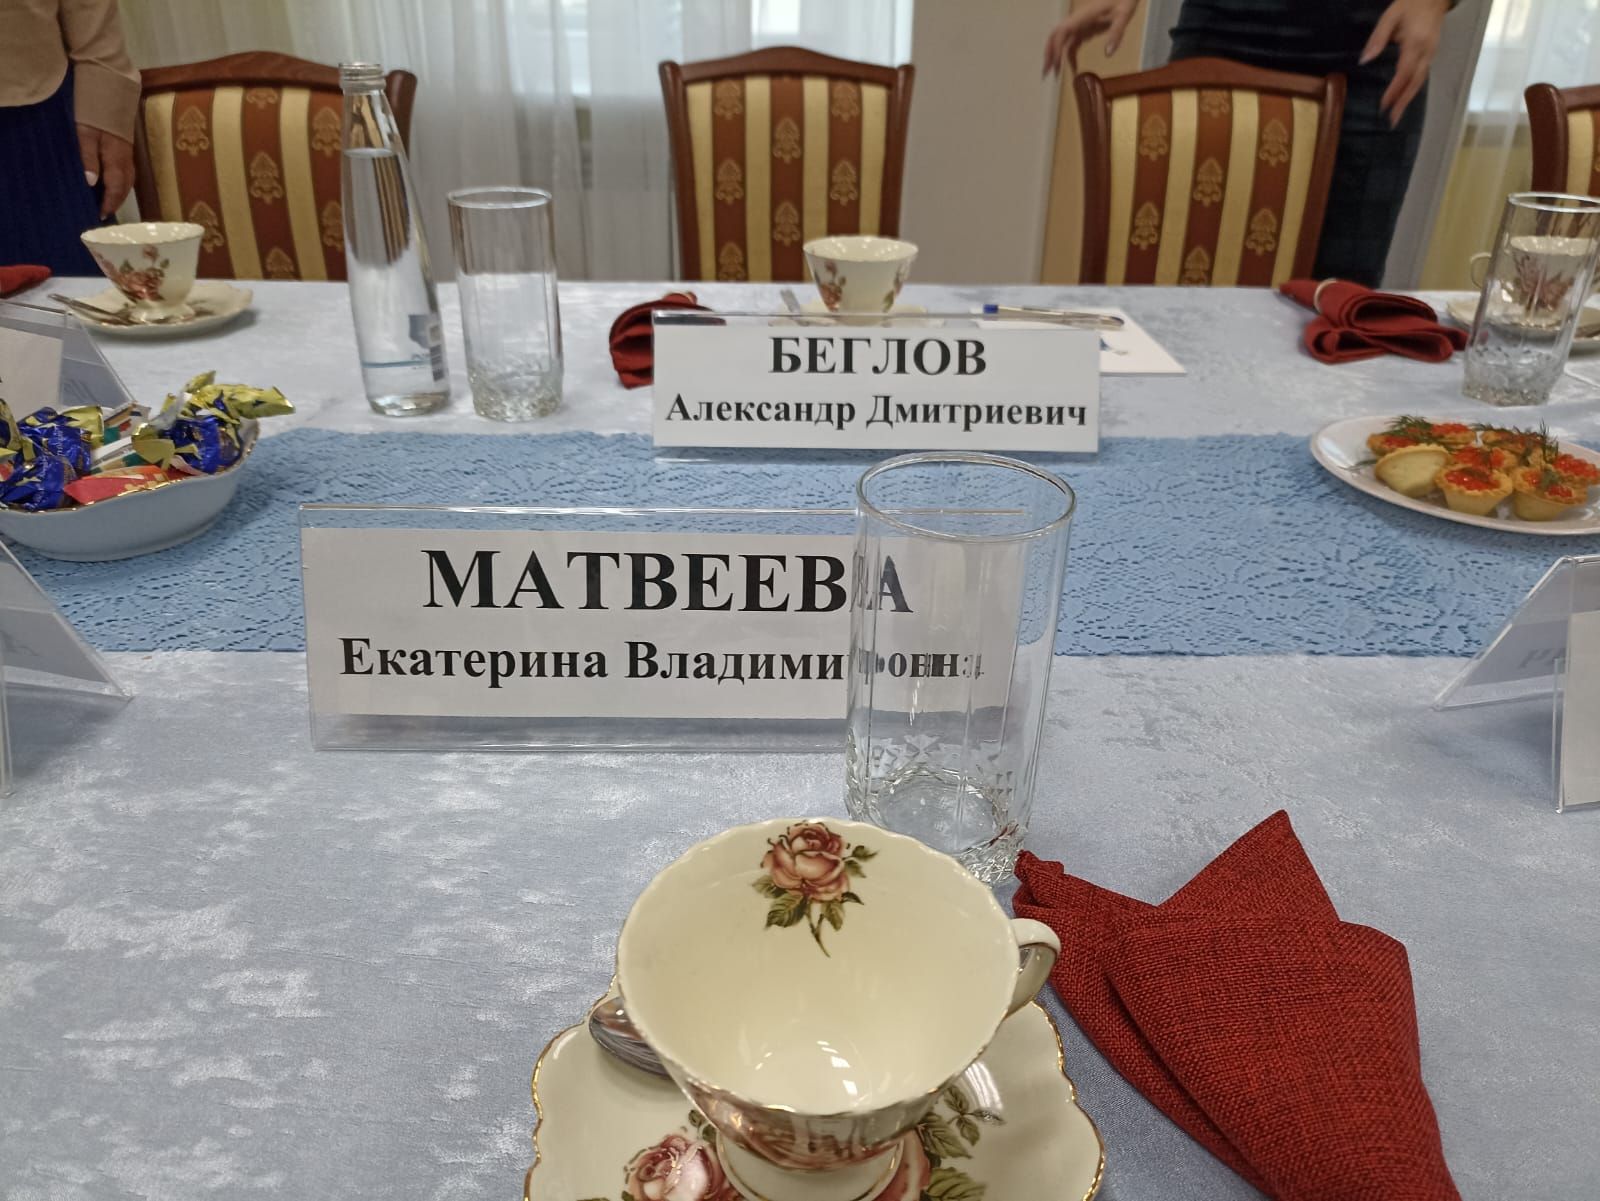 БЕГЛОВ
Александр Дмитриевич
МАТВЕЕВА
Екатерина Владимировна